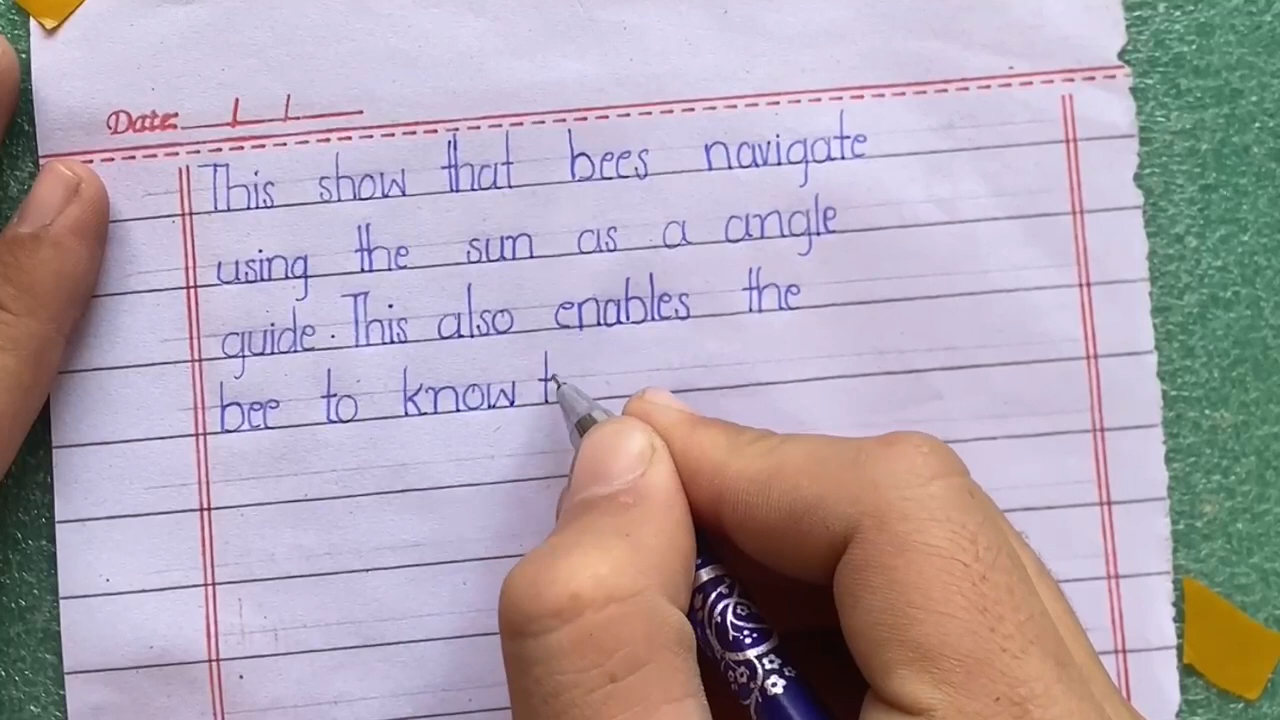 Date:
This show that bees navigate
using the sun as a angle
guide. This also enables the
bee to know t